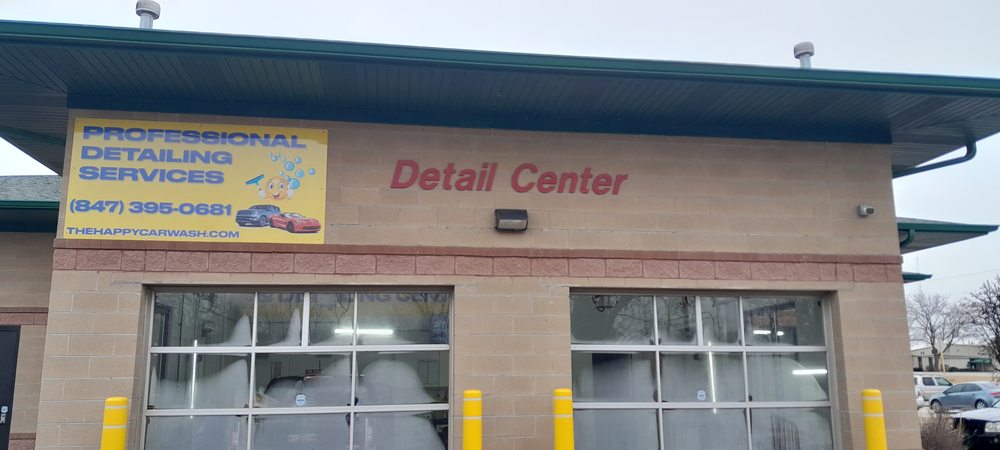 PROFESSIONAL
DETAILING
SERVICES
(847) 395-0681
THEHAPPYCARWASH.COM
Detail Center